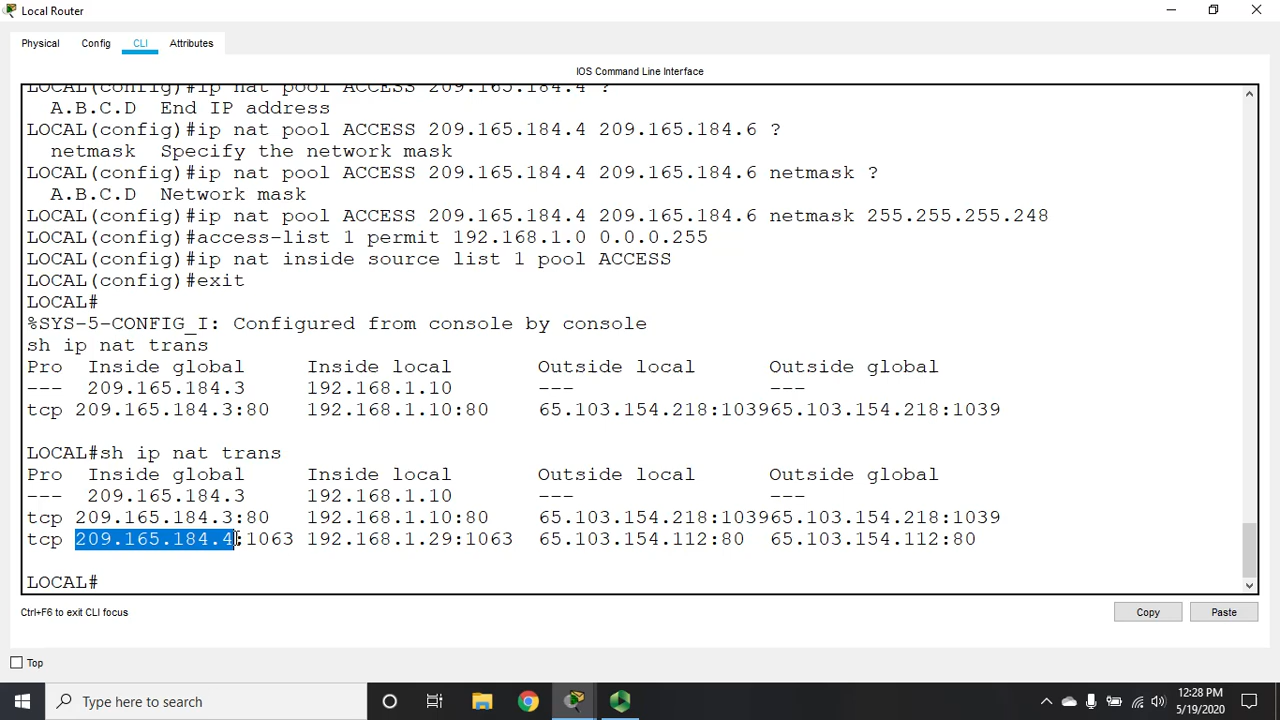 Local Router
Physical Config CLI Attributes
IOS Command Line Interface
LOCAL(config)#ip nat pool ACCESS 209.165.184.4 ?
A.B.C.D End IP address
LOCAL(config)#ip nat pool ACCESS 209.165.184.4 209.165.184.6 ?
netmask Specify the network mask
LOCAL(config)#ip nat pool ACCESS 209.165.184.4 209.165.184.6 netmask ?
A.B.C.D Network mask
LOCAL(config)#ip nat pool ACCESS 209.165.184.4 209.165.184.6 netmask 255.255.255.248
LOCAL(config)#access-list 1 permit 192.168.1.0 0.0.0.255
LOCAL(config)#ip nat inside source list 1 pool ACCESS
LOCAL(config)#exit
LOCAL#
%SYS-5-CONFIG_I: Configured from console by console
sh ip nat trans
Pro Inside global Inside local Outside local Outside global
--- 209.165.184.3 192.168.1.10 --- ---
tcp 209.165.184.3:80 192.168.1.10:80 65.103.154.218:103965.103.154.218:1039
LOCAL#sh ip nat trans
Pro Inside global Inside local Outside local Outside global
--- 209.165.184.3 192.168.1.10 --- ---
tcp 209.165.184.3:80 192.168.1.10:80 65.103.154.218:103965.103.154.218:1039
tcp 209.165.184.4:1063 192.168.1.29:1063 65.103.154.112:80 65.103.154.112:80
LOCAL#
Ctrl+F6 to exit CLI focus
Copy Paste
Top
Type here to search
12:28 PM
5/19/2020